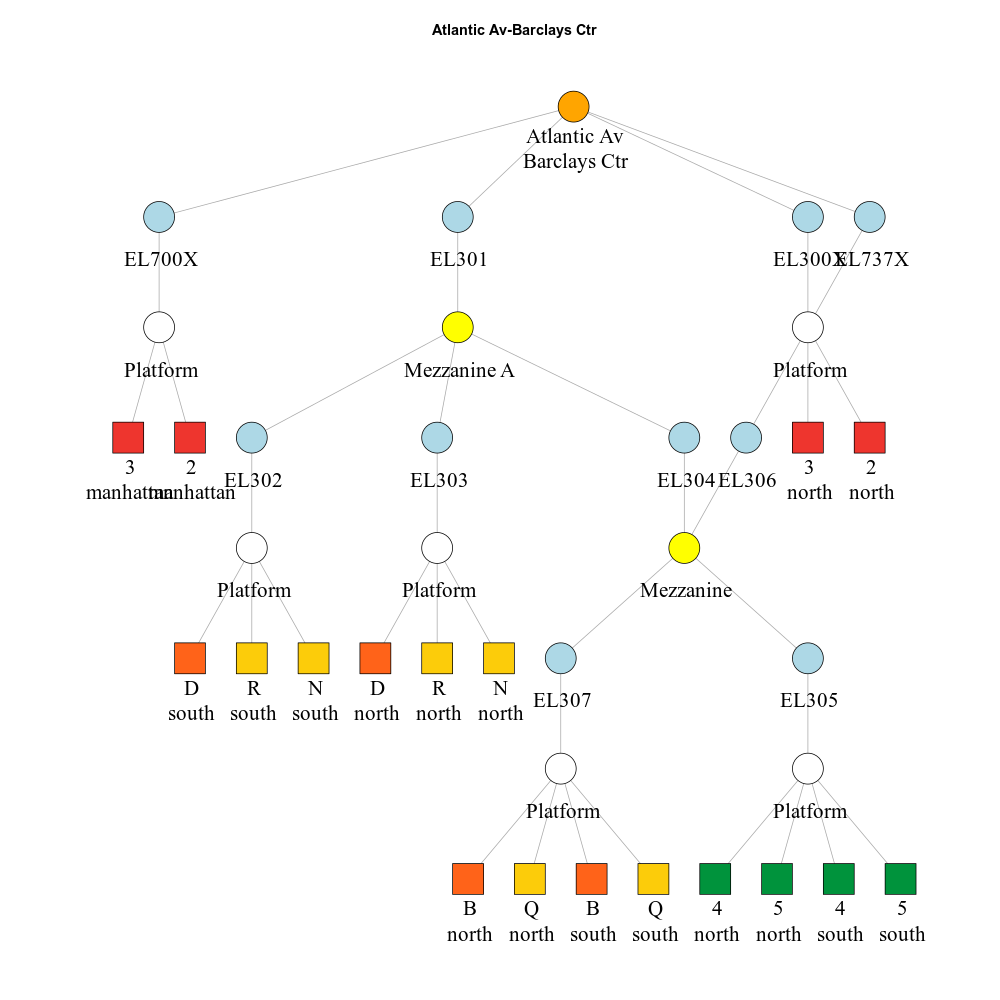 Atlantic Av-Barclays Ctr
Atlantic Av
Barclays Ctr
EL700X
EL301
EL300X
EL737X
Platform
Mezzanine A
Platform
3
manhattan
2
manhattan
EL302
EL303
EL304
EL306
3
north
2
north
Platform
Platform
Mezzanine
D
south
R
south
N
south
D
north
R
north
N
north
EL307
EL305
Platform
Platform
B
north
Q
north
B
south
Q
south
4
north
5
north
4
south
5
south